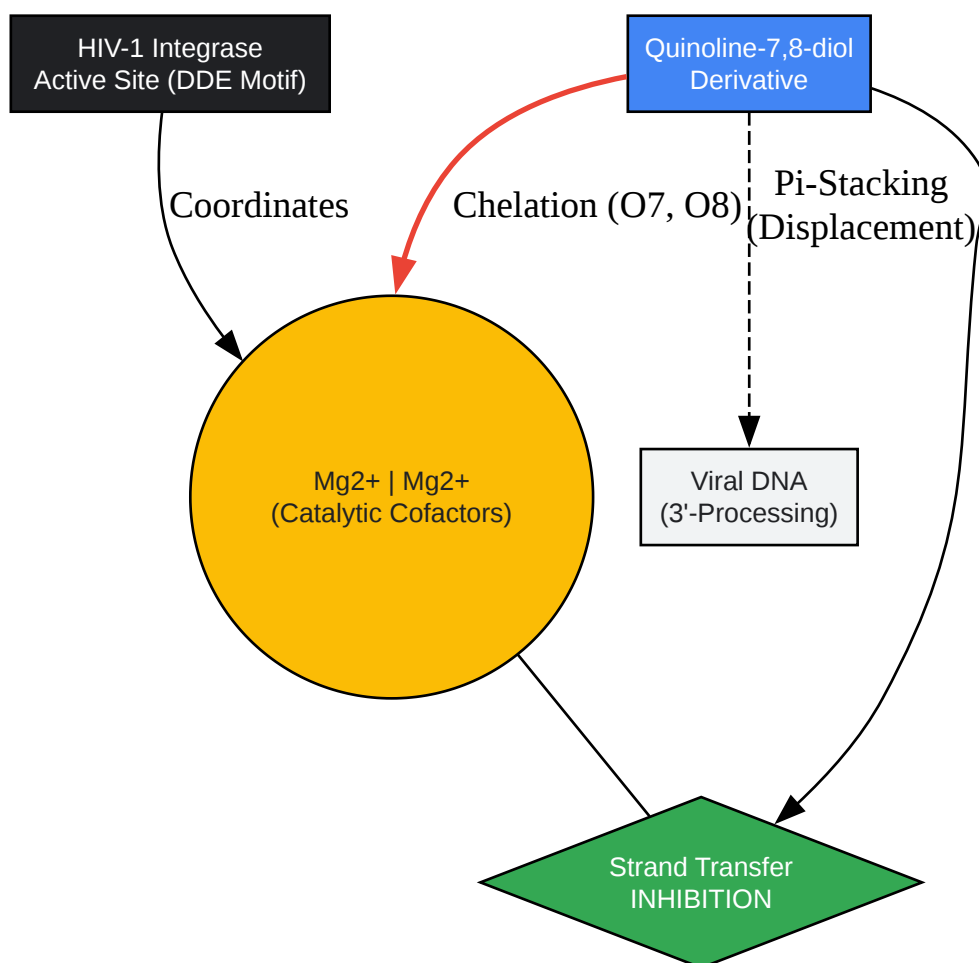 HIV-1 Integrase
Active Site (DDE Motif)
Quinoline-7,8-diol
Derivative
Coordinates
Chelation (O7, O8)
Pi-Stacking
(Displacement)
Mg2+ | Mg2+
(Catalytic Cofactors)
Viral DNA
(3'-Processing)
Strand Transfer
INHIBITION